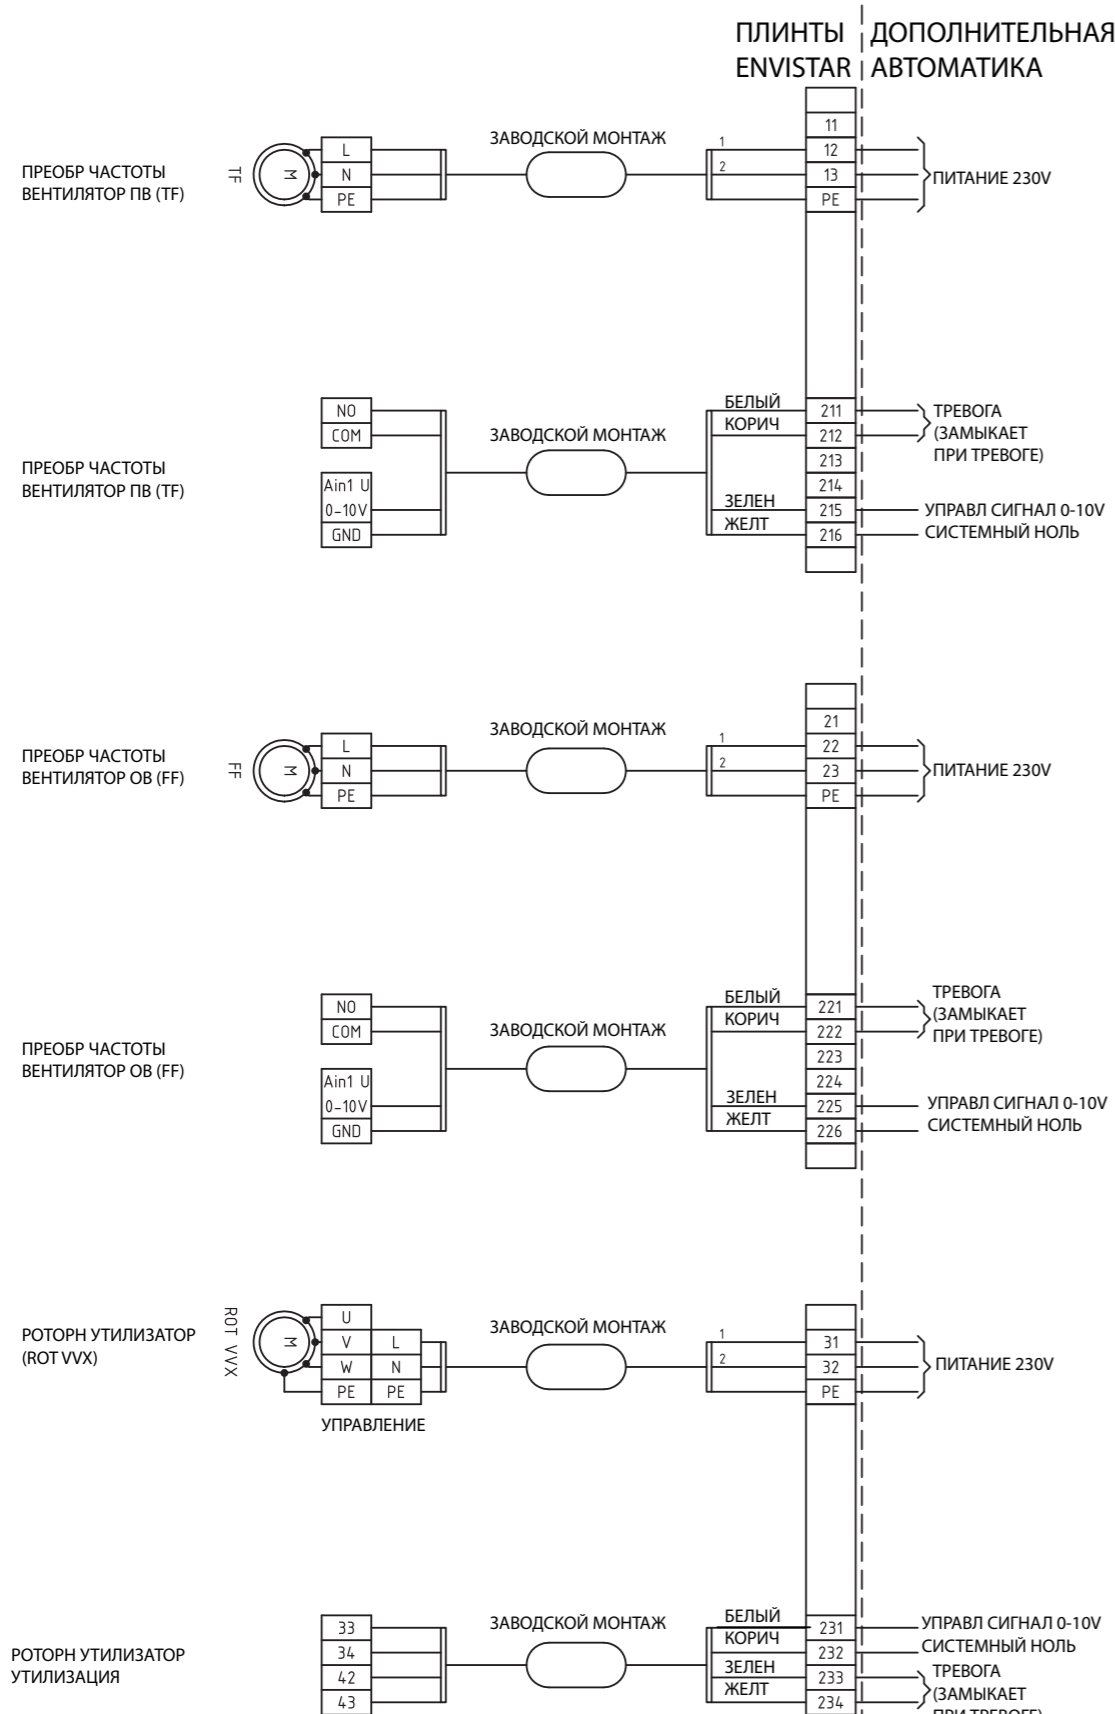 ПЛИНТЫ
ENVISTAR
ДОПОЛНИТЕЛЬНАЯ
АВТОМАТИКА
ПРЕОБР ЧАСТОТЫ
ВЕНТИЛЯТОР ПВ (TF)
TF
M
L
N
PE
ЗАВОДСКОЙ МОНТАЖ
1
2
11
12
13
PE
ПИТАНИЕ 230V
ПРЕОБР ЧАСТОТЫ
ВЕНТИЛЯТОР ПВ (TF)
NO
COM
Ain1 U
0-10V
GND
ЗАВОДСКОЙ МОНТАЖ
БЕЛЫЙ
КОРИЧ
ЗЕЛЕН
ЖЕЛТ
211
212
213
214
215
216
ТРЕВОГА
(ЗАМЫКАЕТ
ПРИ ТРЕВОГЕ)
УПРАВЛ СИГНАЛ 0-10V
СИСТЕМНЫЙ НОЛЬ
ПРЕОБР ЧАСТОТЫ
ВЕНТИЛЯТОР ОВ (FF)
FF
M
L
N
PE
ЗАВОДСКОЙ МОНТАЖ
1
2
21
22
23
PE
ПИТАНИЕ 230V
ПРЕОБР ЧАСТОТЫ
ВЕНТИЛЯТОР ОВ (FF)
NO
COM
Ain1 U
0-10V
GND
ЗАВОДСКОЙ МОНТАЖ
БЕЛЫЙ
КОРИЧ
ЗЕЛЕН
ЖЕЛТ
221
222
223
224
225
226
ТРЕВОГА
(ЗАМЫКАЕТ
ПРИ ТРЕВОГЕ)
УПРАВЛ СИГНАЛ 0-10V
СИСТЕМНЫЙ НОЛЬ
РОТОРН УТИЛИЗАТОР
(ROT VVX)
ROT VVX
M
U
V L
W N
PE PE
УПРАВЛЕНИЕ
ЗАВОДСКОЙ МОНТАЖ
1
2
31
32
PE
ПИТАНИЕ 230V
РОТОРН УТИЛИЗАТОР
УТИЛИЗАЦИЯ
33
34
42
43
ЗАВОДСКОЙ МОНТАЖ
БЕЛЫЙ
КОРИЧ
ЗЕЛЕН
ЖЕЛТ
231
232
233
234
УПРАВЛ СИГНАЛ 0-10V
СИСТЕМНЫЙ НОЛЬ
ТРЕВОГА
(ЗАМЫКАЕТ
ПРИ ТРЕВОГЕ)